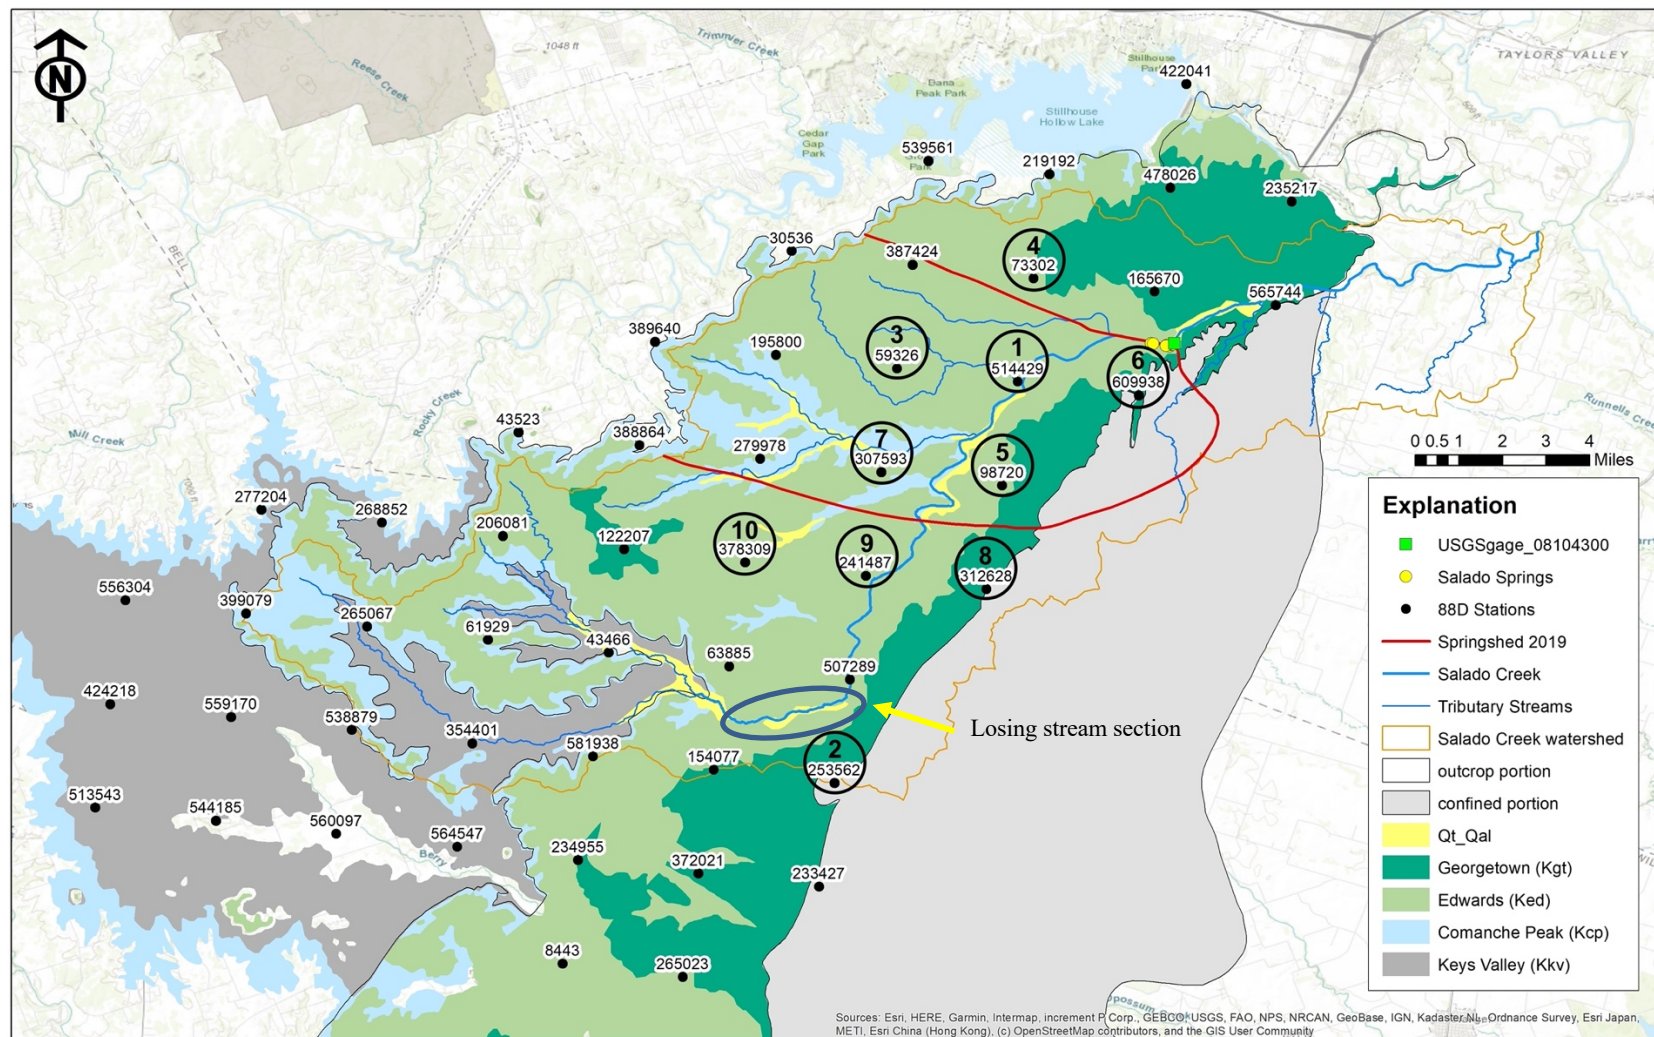 N
1048 ft
Trimmier Creek
Reese Creek
Dana
Peak Park
Stillhouse
Park
422041
TAYLORS VALLEY
Stillhouse
Hollow Lake
Cedar
Gap
Park
539561
Park
219192
478026
235217
30536
387424
4
73302
165670
565744
BELL
389640
195800
3
59326
1
514429
6
609938
Runnells Creek
Mill Creek
Rocky Creek
43523
388864
279978
7
307593
5
98720
0 0.5 1 2 3 4
Miles
1000 ft
277204
268852
206081
122207
10
378309
9
241487
8
312628
556304
399079
265067
61929
43466
63885
507289
424218
559170
538879
354401
581938
154077
2
253562
Losing stream section
513543
544185
560097
564547
Berry
234955
372021
233427
8443
265023
Explanation
USGSgage_08104300
Salado Springs
88D Stations
Springshed 2019
Salado Creek
Tributary Streams
Salado Creek watershed
outcrop portion
confined portion
Qt_Qal
Georgetown (Kgt)
Edwards (Ked)
Comanche Peak (Kcp)
Keys Valley (Kkv)
Sources: Esri, HERE, Garmin, Intermap, increment P Corp., GEBCO, USGS, FAO, NPS, NRCAN, GeoBase, IGN, Kadaster NL, Ordnance Survey, Esri Japan,
METI, Esri China (Hong Kong), (c) OpenStreetMap contributors, and the GIS User Community